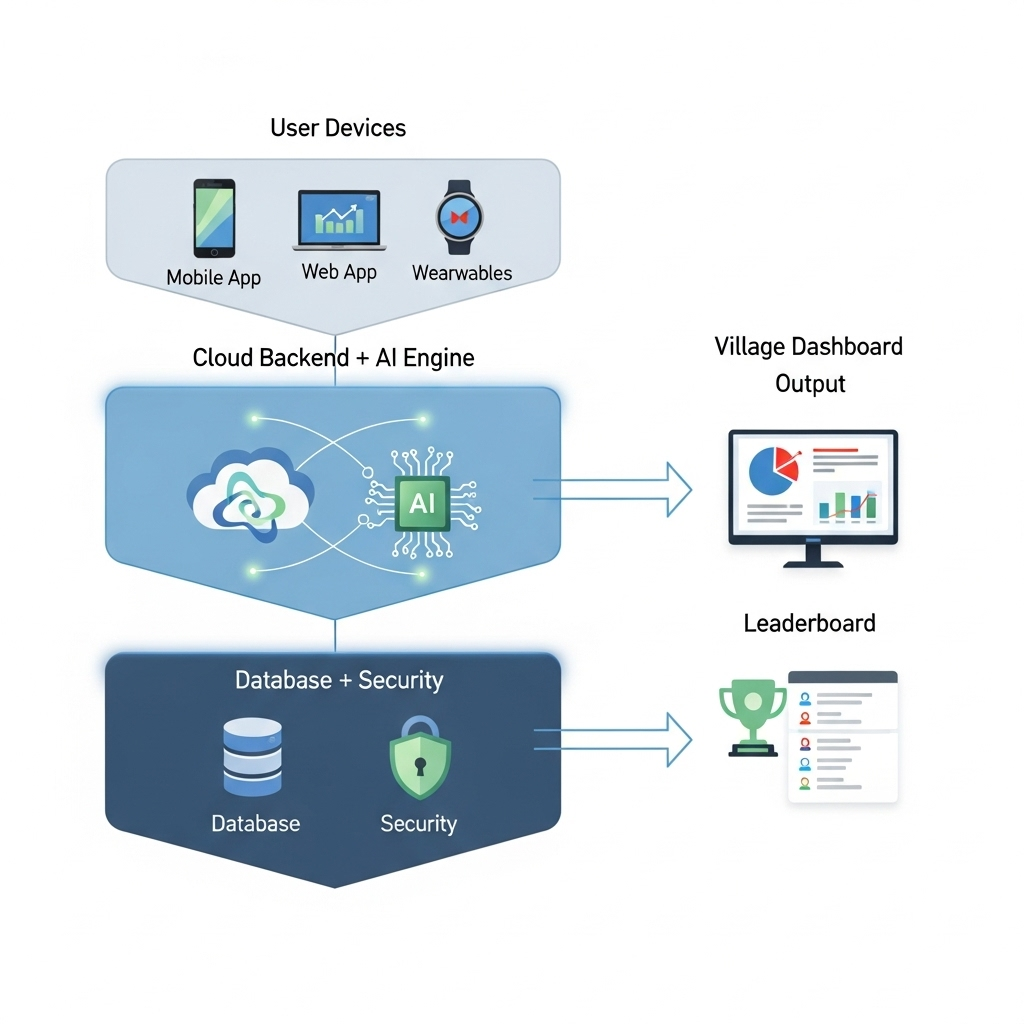 User Devices
Mobile App
Web App
Wearwables
Cloud Backend + AI Engine
AI
Village Dashboard
Output
Leaderboard
Database + Security
Database
Security